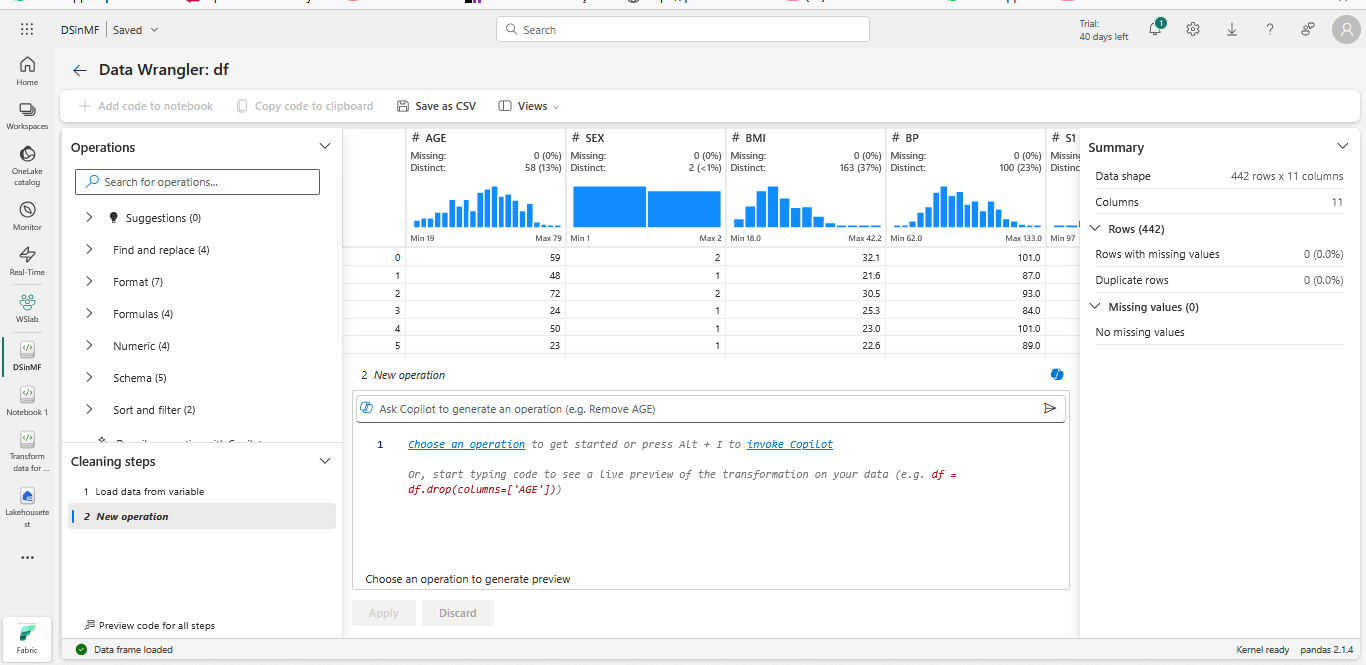 DSinMF
Saved
Search
Trial:
40 days left
1
Home
Workspaces
OneLake
catalog
Monitor
Real-Time
WSlab
DSinMF
Notebook 1
Transform
data for ...
Lakehousete
st
Fabric
Data Wrangler: df
Add code to notebook
Copy code to clipboard
Save as CSV
Views
Operations
Search for operations...
Suggestions (0)
Find and replace (4)
Format (7)
Formulas (4)
Numeric (4)
Schema (5)
Sort and filter (2)
Cleaning steps
1 Load data from variable
2 New operation
Preview code for all steps
# AGE # SEX # BMI # BP # S1
Missing: 0 (0%) Missing: 0 (0%) Missing: 0 (0%) Missing: 0 (0%) Missing
Distinct: 58 (13%) Distinct: 2 (<1%) Distinct: 163 (37%) Distinct: 100 (23%) Distinct
Min 19 Max 79 Min 1 Max 2 Min 18.0 Max 42.2 Min 62.0 Max 133.0 Min 97
0 59 2 32.1 101.0
1 48 1 21.6 87.0
2 72 2 30.5 93.0
3 24 1 25.3 84.0
4 50 1 23.0 101.0
5 23 1 22.6 89.0
2 New operation
Ask Copilot to generate an operation (e.g. Remove AGE)
1 Choose an operation to get started or press Alt + I to invoke Copilot
Or, start typing code to see a live preview of the transformation on your data (e.g. df =
df.drop(columns=['AGE']))
Choose an operation to generate preview
Apply
Discard
Summary
Data shape 442 rows x 11 columns
Columns 11
Rows (442)
Rows with missing values 0 (0.0%)
Duplicate rows 0 (0.0%)
Missing values (0)
No missing values
Data frame loaded
Kernel ready
pandas 2.1.4